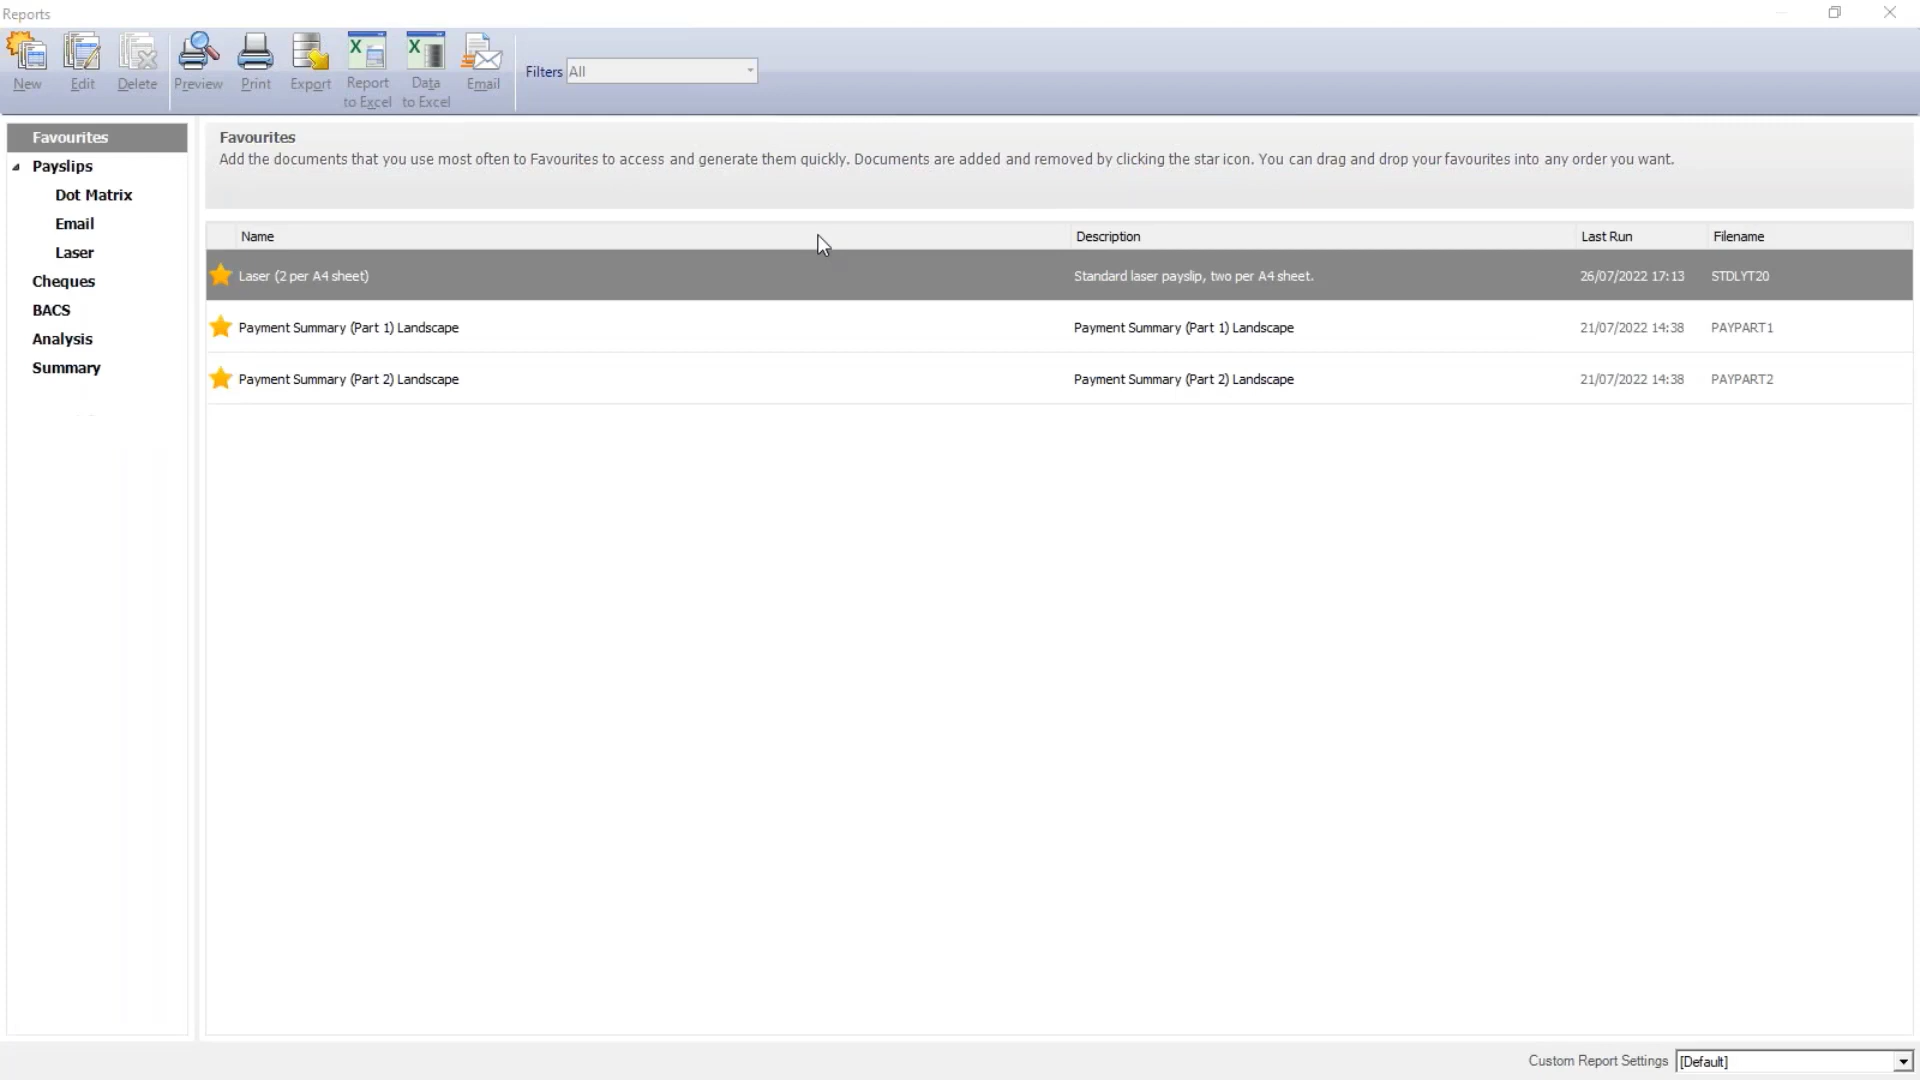 Reports
New
Edit
Delete
Preview
Print
Export
Report
to Excel
Data
to Excel
Email
Filters All
Favourites
Payslips
Dot Matrix
Email
Laser
Cheques
BACS
Analysis
Summary
Favourites
Add the documents that you use most often to Favourites to access and generate them quickly. Documents are added and removed by clicking the star icon. You can drag and drop your favourites into any order you want.
Name Description Last Run Filename
Laser (2 per A4 sheet) Standard laser payslip, two per A4 sheet. 26/07/2022 17:13 STDLYT20
Payment Summary (Part 1) Landscape Payment Summary (Part 1) Landscape 21/07/2022 14:38 PAYPART1
Payment Summary (Part 2) Landscape Payment Summary (Part 2) Landscape 21/07/2022 14:38 PAYPART2
Custom Report Settings [Default]